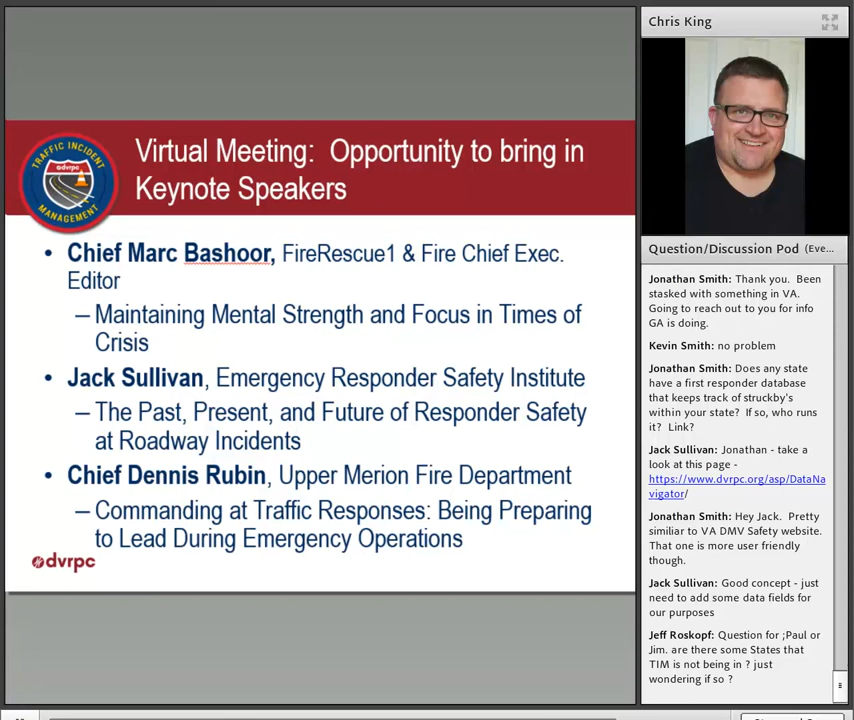 Virtual Meeting: Opportunity to bring in
Keynote Speakers
TRAFFIC INCIDENT
dvrpc
MANAGEMENT
• Chief Marc Bashoor, FireRescue1 & Fire Chief Exec.
Editor
– Maintaining Mental Strength and Focus in Times of
Crisis
• Jack Sullivan, Emergency Responder Safety Institute
– The Past, Present, and Future of Responder Safety
at Roadway Incidents
• Chief Dennis Rubin, Upper Merion Fire Department
– Commanding at Traffic Responses: Being Preparing
to Lead During Emergency Operations
dvrpc
Chris King
Question/Discussion Pod (Eve...
Jonathan Smith: Thank you. Been
stasked with something in VA.
Going to reach out to you for info
GA is doing.
Kevin Smith: no problem
Jonathan Smith: Does any state
have a first responder database
that keeps track of struckby's
within your state? If so, who runs
it? Link?
Jack Sullivan: Jonathan - take a
look at this page -
https://www.dvrpc.org/asp/DataNa
vigator/
Jonathan Smith: Hey Jack. Pretty
similiar to VA DMV Safety website.
That one is more user friendly
though.
Jack Sullivan: Good concept - just
need to add some data fields for
our purposes
Jeff Roskopf: Question for ;Paul or
Jim. are there some States that
TIM is not being in ? just
wondering if so ?